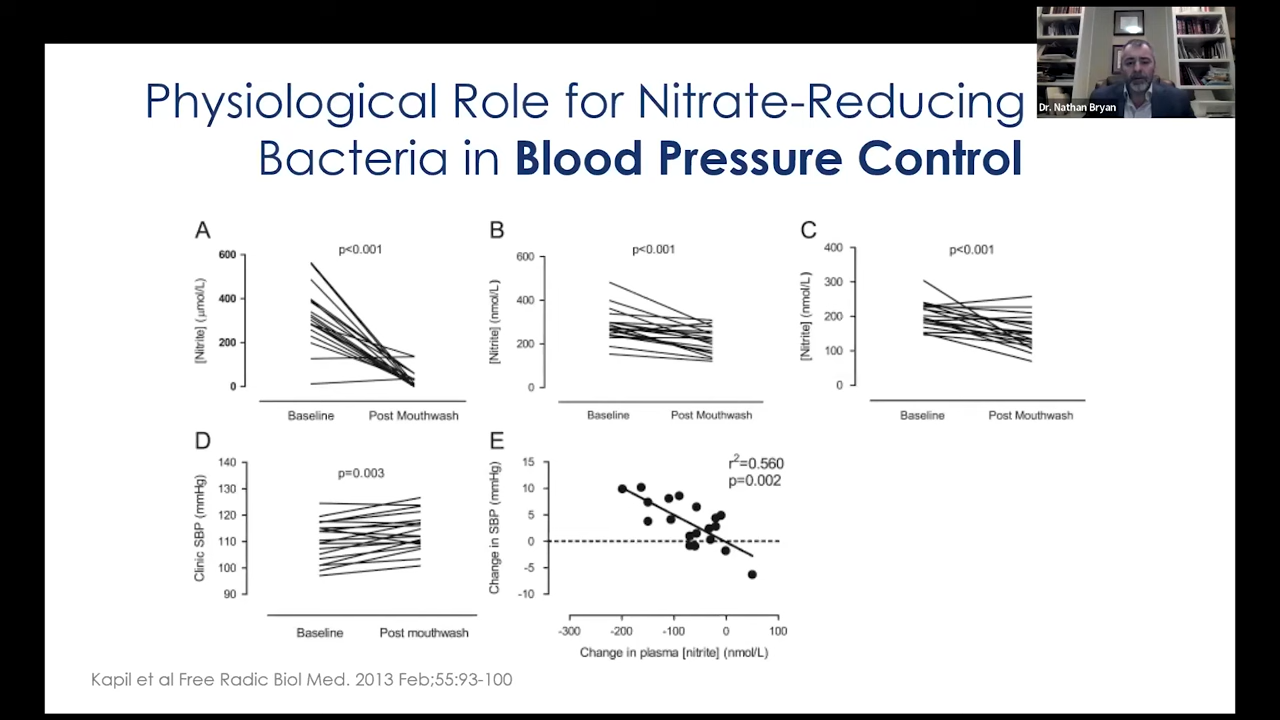 Physiological Role for Nitrate-Reducing
Bacteria in Blood Pressure Control
Dr. Nathan Bryan
A
p<0.001
600
400
200
0
[Nitrite] (μmol/L)
Baseline
Post Mouthwash
B
p<0.001
600
400
200
0
[Nitrite] (nmol/L)
Baseline
Post Mouthwash
C
p<0.001
400
300
200
100
0
[Nitrite] (nmol/L)
Baseline
Post Mouthwash
D
p=0.003
140
130
120
110
100
90
Clinic SBP (mmHg)
Baseline
Post mouthwash
E
r²=0.560
p=0.002
15
10
5
0
-5
-10
Change in SBP (mmHg)
-300
-200
-100
0
100
Change in plasma [nitrite] (nmol/L)
Kapil et al Free Radic Biol Med. 2013 Feb;55:93-100